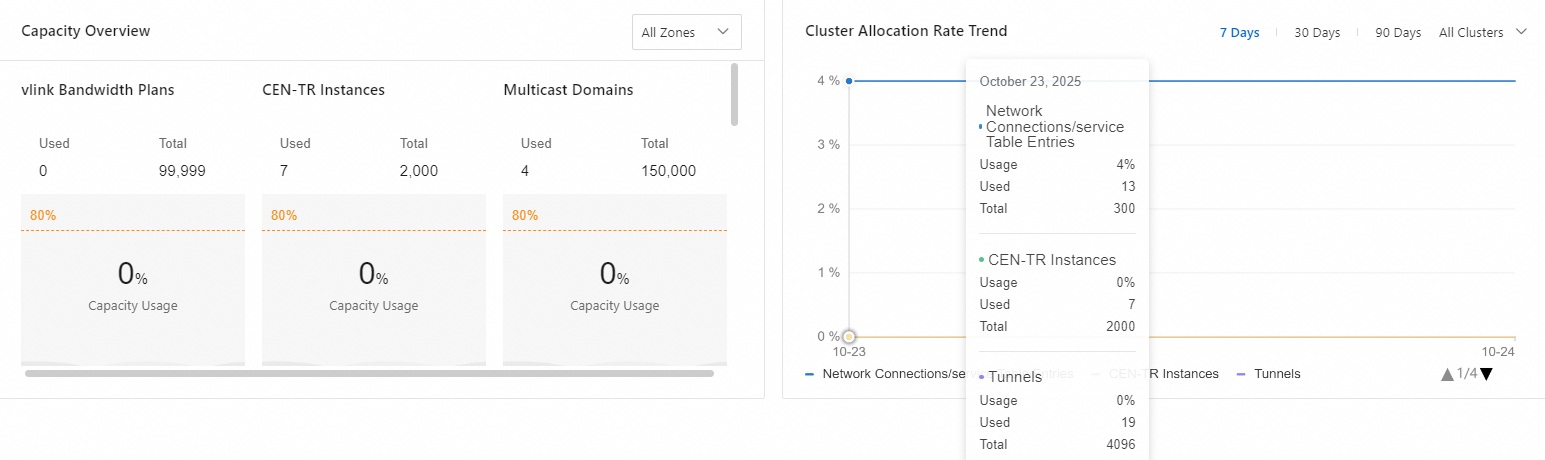 Capacity Overview
All Zones
vlink Bandwidth Plans
CEN-TR Instances
Multicast Domains
Used Total
0 99,999
Used Total
7 2,000
Used Total
4 150,000
80%
80%
80%
0%
Capacity Usage
0%
Capacity Usage
0%
Capacity Usage
Cluster Allocation Rate Trend
7 Days
30 Days
90 Days
All Clusters
4 %
3 %
2 %
1 %
0 %
10-23
10-24
October 23, 2025
Network
Connections/service
Table Entries
Usage 4%
Used 13
Total 300
CEN-TR Instances
Usage 0%
Used 7
Total 2000
Tunnels
Usage 0%
Used 19
Total 4096
Network Connections/service Table Entries
CEN-TR Instances
Tunnels
1/4